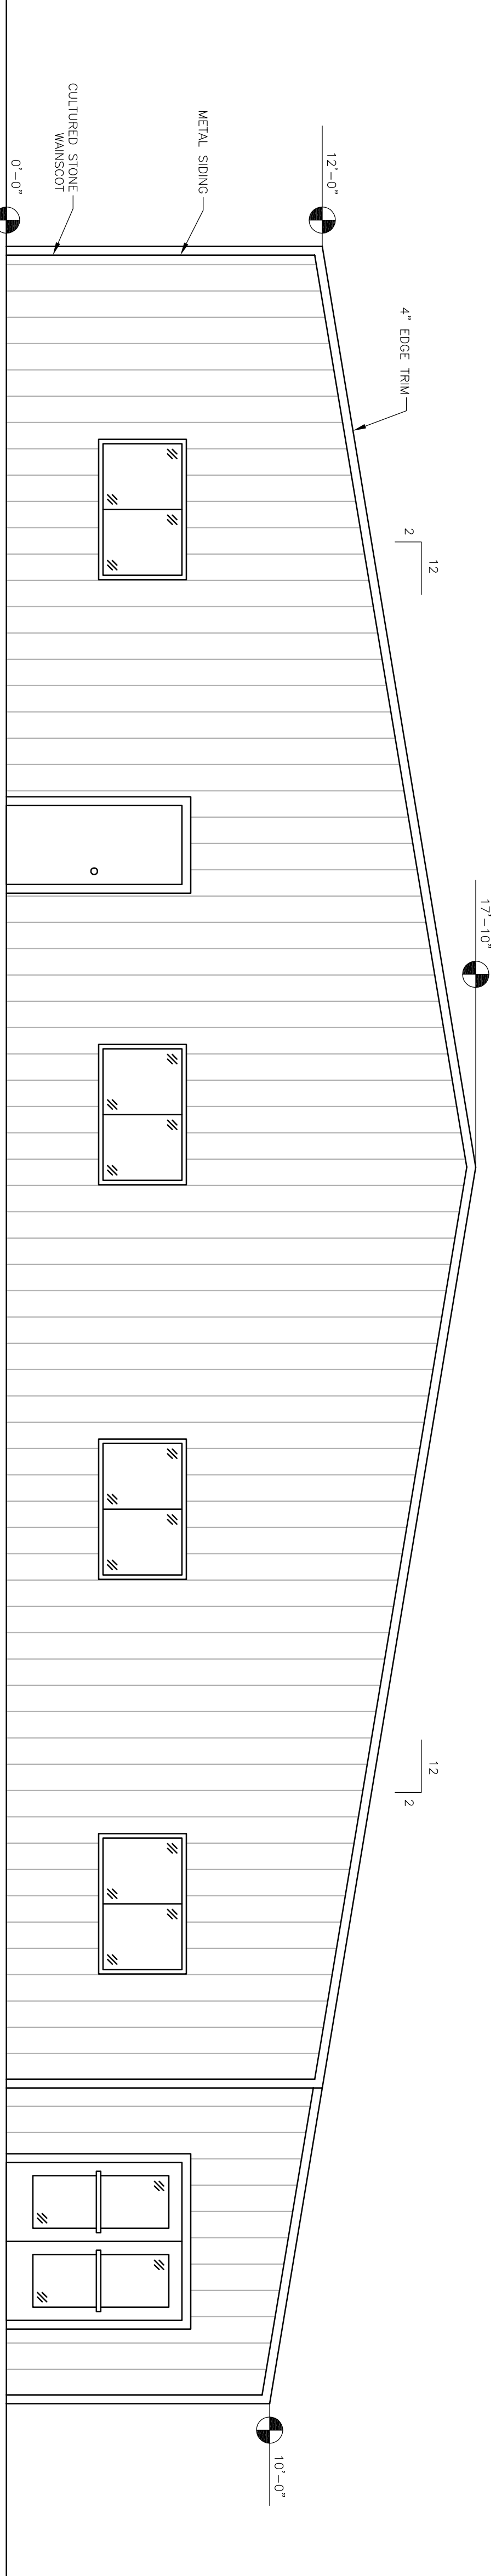 17'-10"
4" EDGE TRIM
12
2
12
2
12'-0"
10'-0"
METAL SIDING
CULTURED STONE
WAINSCOT
0'-0"